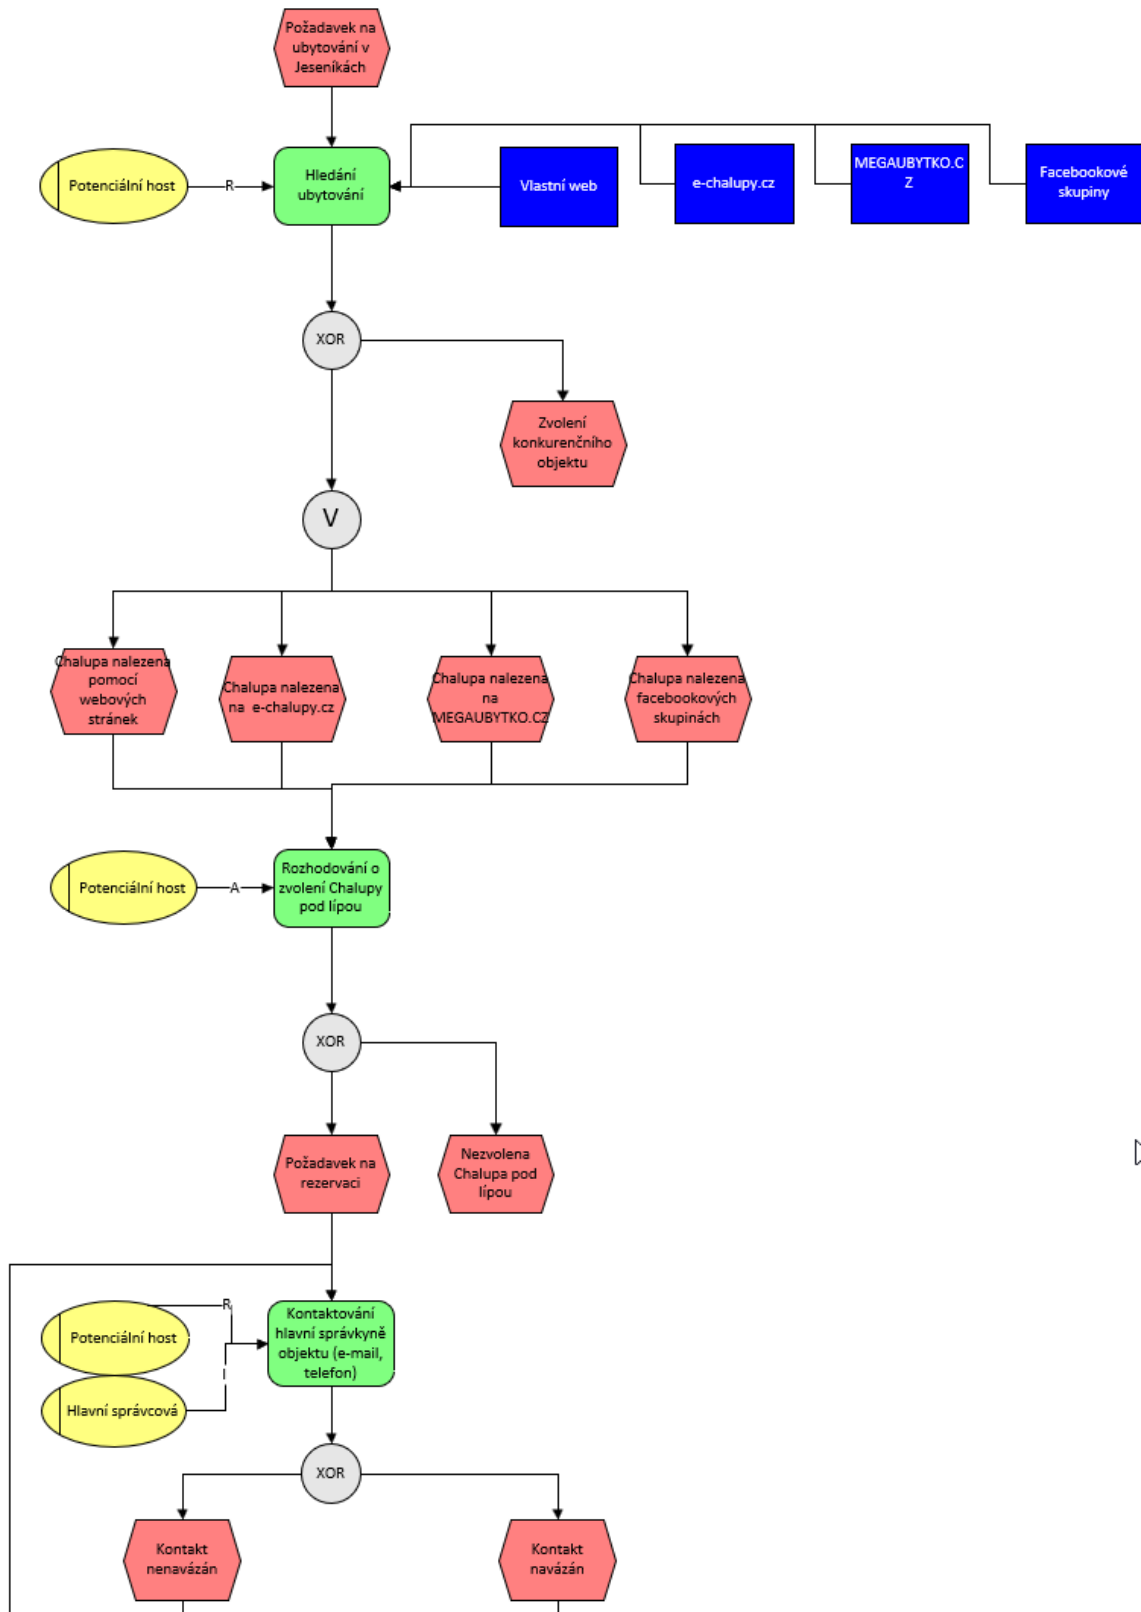 Požadavek na
ubytování v
Jeseníkách
Potenciální host
R
Hledání
ubytování
Vlastní web
e-chalupy.cz
MEGAUBYTKO.C
Z
Facebookové
skupiny
XOR
Zvolení
konkurenčního
objektu
V
Chalupa nalezena
pomocí
webových
stránek
Chalupa nalezena
na e-chalupy.cz
Chalupa nalezena
na
MEGAUBYTKO.CZ
Chalupa nalezena
facebookových
skupinách
Potenciální host
A
Rozhodování o
zvolení Chalupy
pod lípou
XOR
Požadavek na
rezervaci
Nezvolena
Chalupa pod
lípou
R
Potenciální host
I
Hlavní správcová
Kontaktování
hlavní správkyně
objektu (e-mail,
telefon)
XOR
Kontakt
nenavázán
Kontakt
navázán